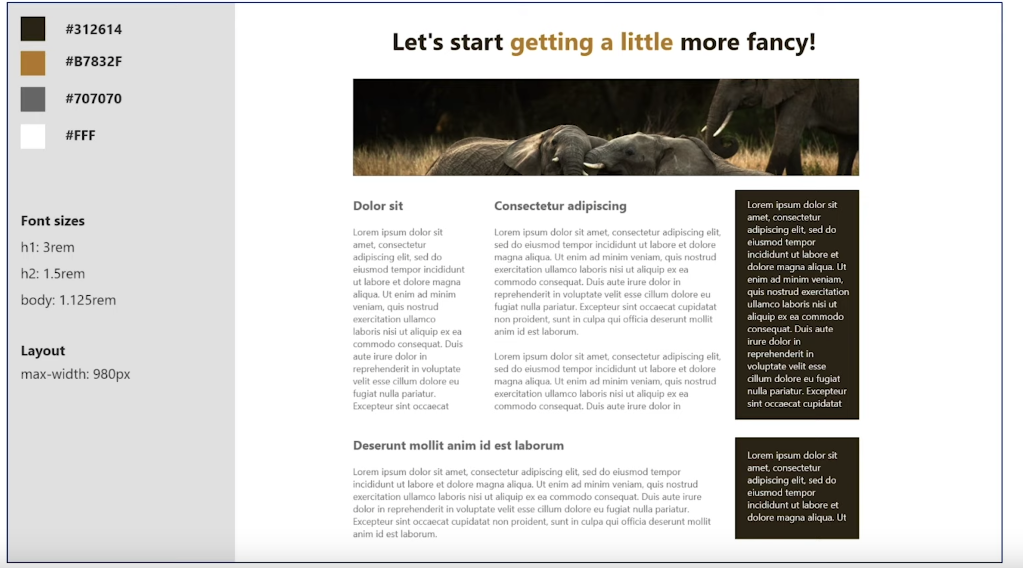 #312614
#B7832F
#707070
#FFF
Font sizes
h1: 3rem
h2: 1.5rem
body: 1.125rem
Layout
max-width: 980px
Let's start getting a little more fancy!
Dolor sit
Lorem ipsum dolor sit
amet, consectetur
adipiscing elit, sed do
eiusmod tempor incididunt
ut labore et dolore magna
aliqua. Ut enim ad minim
veniam, quis nostrud
exercitation ullamco
laboris nisi ut aliquip ex ea
commodo consequat. Duis
aute irure dolor in
reprehenderit in voluptate
velit esse cillum dolore eu
fugiat nulla pariatur.
Excepteur sint occaecat
Consectetur adipiscing
Lorem ipsum dolor sit amet, consectetur adipiscing elit,
sed do eiusmod tempor incididunt ut labore et dolore
magna aliqua. Ut enim ad minim veniam, quis nostrud
exercitation ullamco laboris nisi ut aliquip ex ea
commodo consequat. Duis aute irure dolor in
reprehenderit in voluptate velit esse cillum dolore eu
fugiat nulla pariatur. Excepteur sint occaecat cupidatat
non proident, sunt in culpa qui officia deserunt mollit
anim id est laborum.
Lorem ipsum dolor sit amet, consectetur adipiscing elit,
sed do eiusmod tempor incididunt ut labore et dolore
magna aliqua. Ut enim ad minim veniam, quis nostrud
exercitation ullamco laboris nisi ut aliquip ex ea
commodo consequat. Duis aute irure dolor in
Lorem ipsum dolor sit
amet, consectetur
adipiscing elit, sed do
eiusmod tempor
incididunt ut labore et
dolore magna aliqua. Ut
enim ad minim veniam,
quis nostrud exercitation
ullamco laboris nisi ut
aliquip ex ea commodo
consequat. Duis aute
irure dolor in
reprehenderit in
voluptate velit esse
cillum dolore eu fugiat
nulla pariatur. Excepteur
sint occaecat cupidatat
Deserunt mollit anim id est laborum
Lorem ipsum dolor sit amet, consectetur adipiscing elit, sed do eiusmod tempor
incididunt ut labore et dolore magna aliqua. Ut enim ad minim veniam, quis nostrud
exercitation ullamco laboris nisi ut aliquip ex ea commodo consequat. Duis aute irure
dolor in reprehenderit in voluptate velit esse cillum dolore eu fugiat nulla pariatur.
Excepteur sint occaecat cupidatat non proident, sunt in culpa qui officia deserunt mollit
anim id est laborum.
Lorem ipsum dolor sit
amet, consectetur
adipiscing elit, sed do
eiusmod tempor
incididunt ut labore et
dolore magna aliqua. Ut